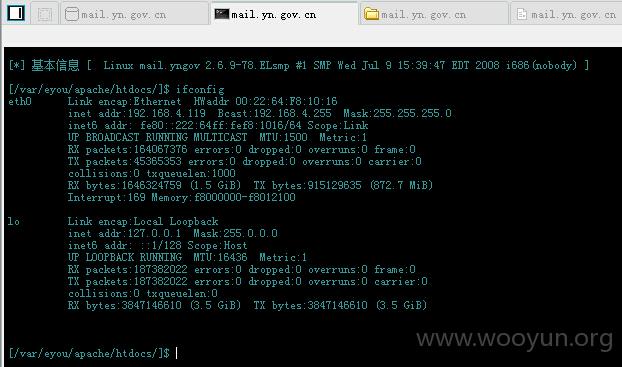 mail.yn.gov.cn
mail.yn.gov.cn
mail.yn.gov.cn
mail.yn.gov.cn
[*] 基本信息 [ Linux mail.yngov 2.6.9-78.ELsmp #1 SMP Wed Jul 9 15:39:47 EDT 2008 i686(nobody) ]
[/var/eyou/apache/htdocs/]$ ifconfig
eth0 Link encap:Ethernet HWaddr 00:22:64:F8:10:16
inet addr:192.168.4.119 Bcast:192.168.4.255 Mask:255.255.255.0
inet6 addr: fe80::222:64ff:fef8:1016/64 Scope:Link
UP BROADCAST RUNNING MULTICAST MTU:1500 Metric:1
RX packets:164067376 errors:0 dropped:0 overruns:0 frame:0
TX packets:45365353 errors:0 dropped:0 overruns:0 carrier:0
collisions:0 txqueuelen:1000
RX bytes:1646324759 (1.5 GiB) TX bytes:915129635 (872.7 MiB)
Interrupt:169 Memory:f8000000-f8012100
lo Link encap:Local Loopback
inet addr:127.0.0.1 Mask:255.0.0.0
inet6 addr: ::1/128 Scope:Host
UP LOOPBACK RUNNING MTU:16436 Metric:1
RX packets:187382022 errors:0 dropped:0 overruns:0 frame:0
TX packets:187382022 errors:0 dropped:0 overruns:0 carrier:0
collisions:0 txqueuelen:0
RX bytes:3847146610 (3.5 GiB) TX bytes:3847146610 (3.5 GiB)
[/var/eyou/apache/htdocs/]$
www.wooyun.org